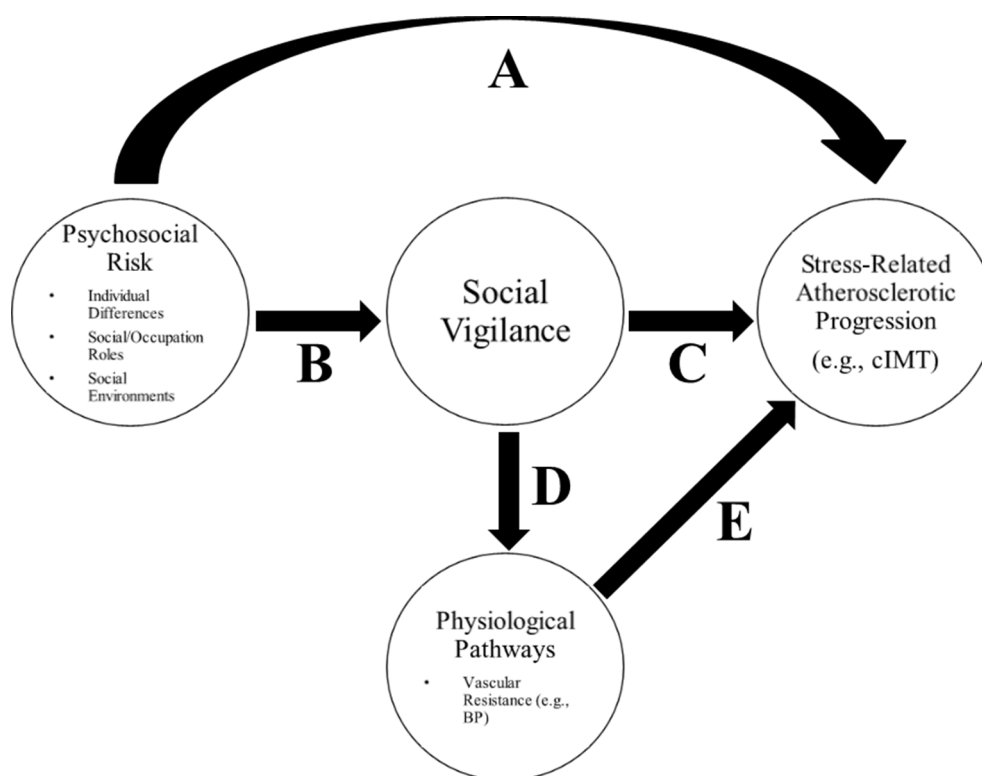 A
Psychosocial
Risk
• Individual
Differences
• Social/Occupation
Roles
• Social
Environments
B
Social
Vigilance
C
Stress-Related
Atherosclerotic
Progression
(e.g., cIMT)
D
E
Physiological
Pathways
• Vascular
Resistance (e.g.,
BP)